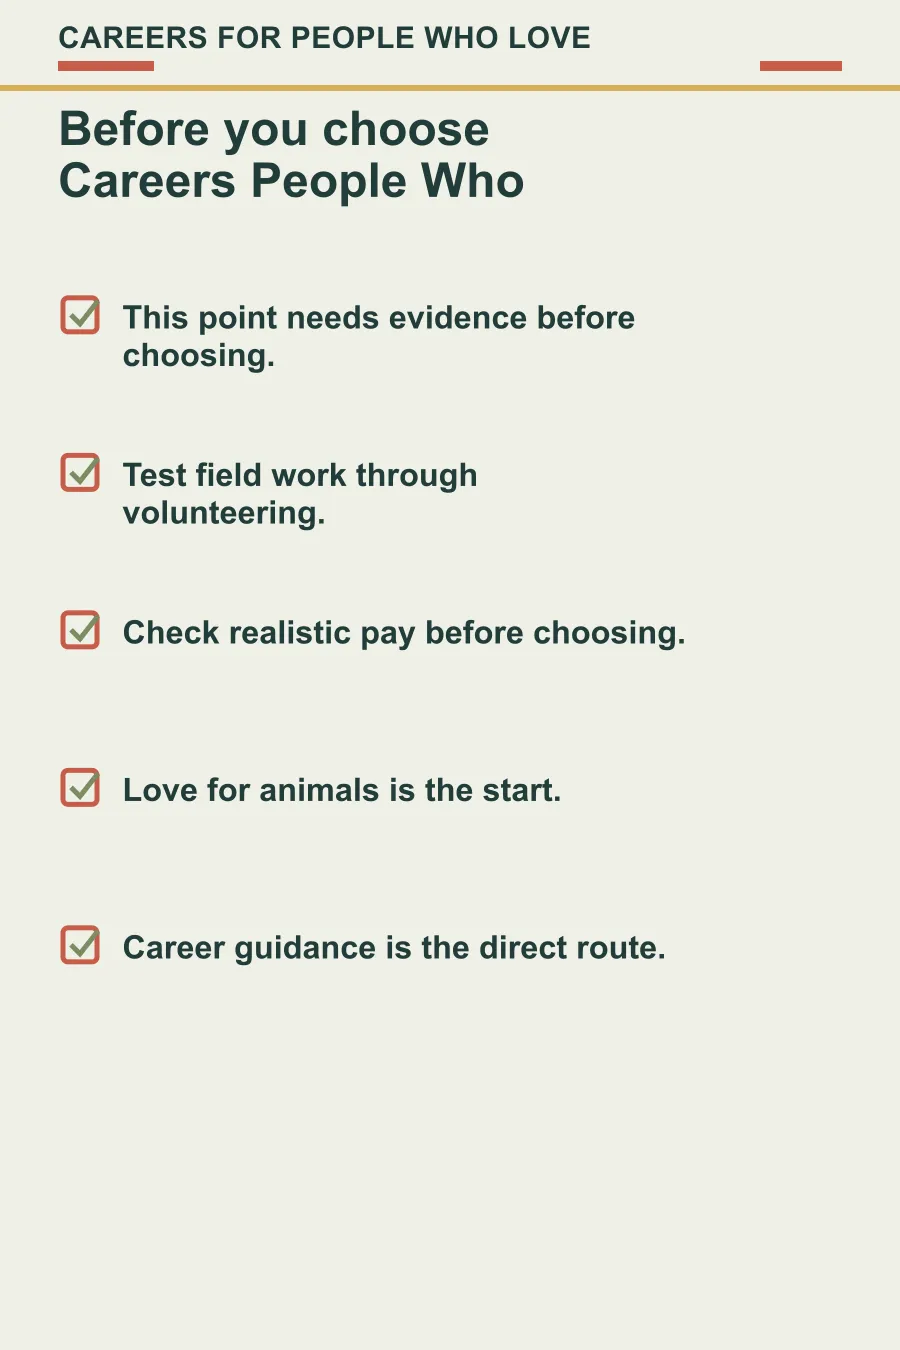 CAREERS FOR PEOPLE WHO LOVE
Before you choose
Careers People Who
This point needs evidence before
choosing.
Test field work through
volunteering.
Check realistic pay before choosing.
Love for animals is the start.
Career guidance is the direct route.